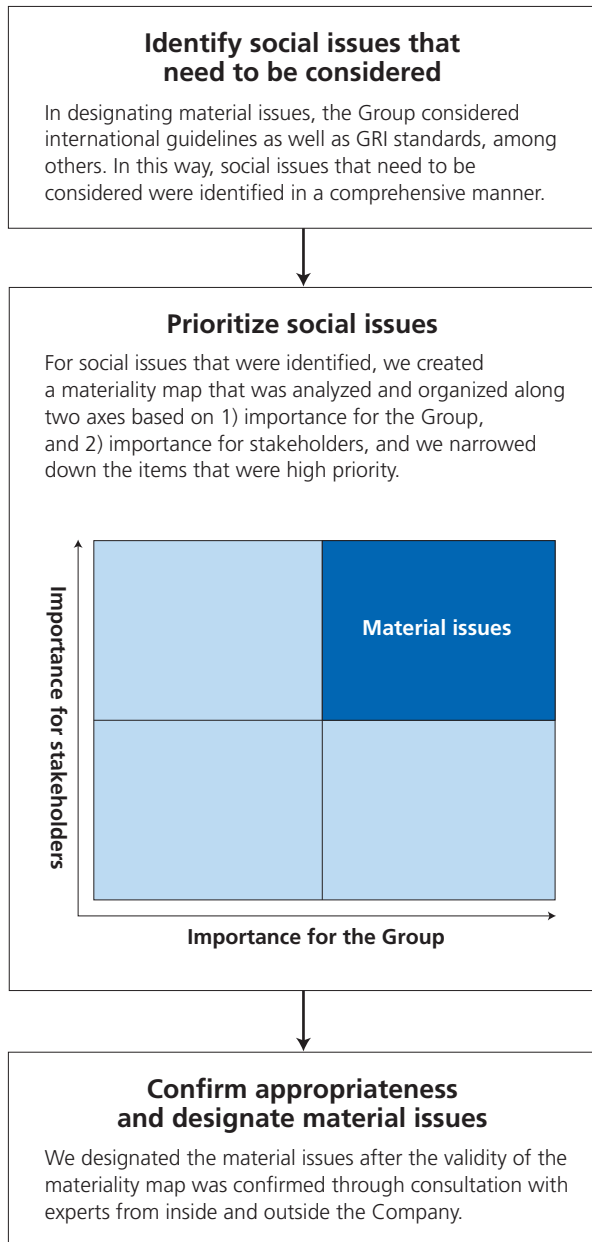 Identify social issues that
need to be considered
In designating material issues, the Group considered
international guidelines as well as GRI standards, among
others. In this way, social issues that need to be
considered were identified in a comprehensive manner.
Prioritize social issues
For social issues that were identified, we created
a materiality map that was analyzed and organized along
two axes based on 1) importance for the Group,
and 2) importance for stakeholders, and we narrowed
down the items that were high priority.
Importance for stakeholders
Material issues
Importance for the Group
Confirm appropriateness
and designate material issues
We designated the material issues after the validity of the
materiality map was confirmed through consultation with
experts from inside and outside the Company.